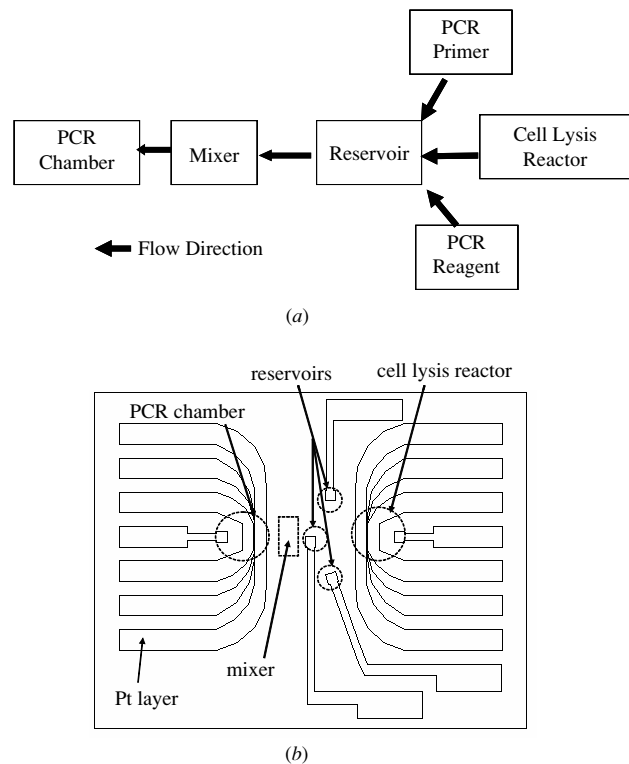 PCR
Primer
PCR
Chamber
Mixer
Reservoir
Cell Lysis
Reactor
Flow Direction
PCR
Reagent
(a)
reservoirs
cell lysis reactor
PCR chamber
mixer
Pt layer
(b)